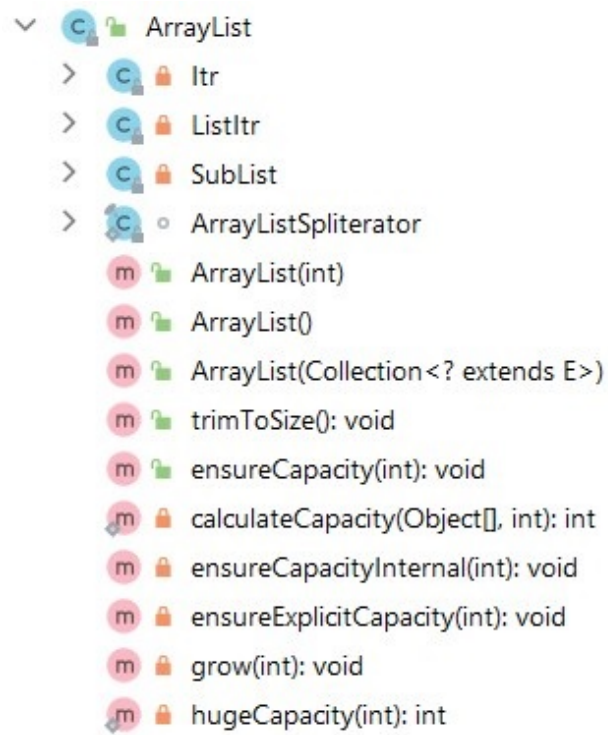 C ArrayList
C Itr
C ListItr
C SubList
C ArrayListSpliterator
m ArrayList(int)
m ArrayList()
m ArrayList(Collection<? extends E>)
m trimToSize(): void
m ensureCapacity(int): void
m calculateCapacity(Object[], int): int
m ensureCapacityInternal(int): void
m ensureExplicitCapacity(int): void
m grow(int): void
m hugeCapacity(int): int